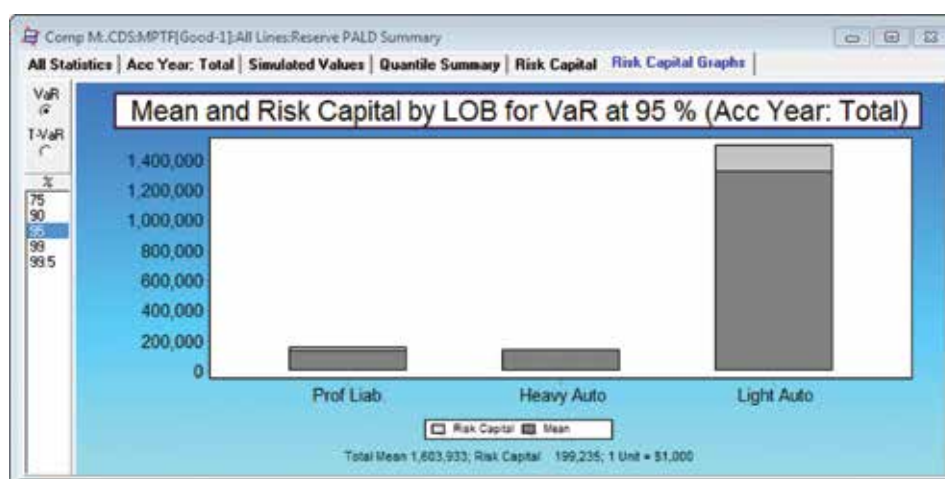 Comp M:.CDS:MPTF[Good-1]:All Lines:Reserve PALD Summary
All Statistics | Acc Year: Total | Simulated Values | Quantile Summary | Risk Capital | Risk Capital Graphs
VaR
T-VaR
%
75
90
95
99
99.5
Mean and Risk Capital by LOB for VaR at 95 % (Acc Year: Total)
1,400,000
1,200,000
1,000,000
800,000
600,000
400,000
200,000
0
Prof Liab. Heavy Auto Light Auto
Risk Capital Mean
Total Mean 1,603,933; Risk Capital 199,235; 1 Unit = $1,000